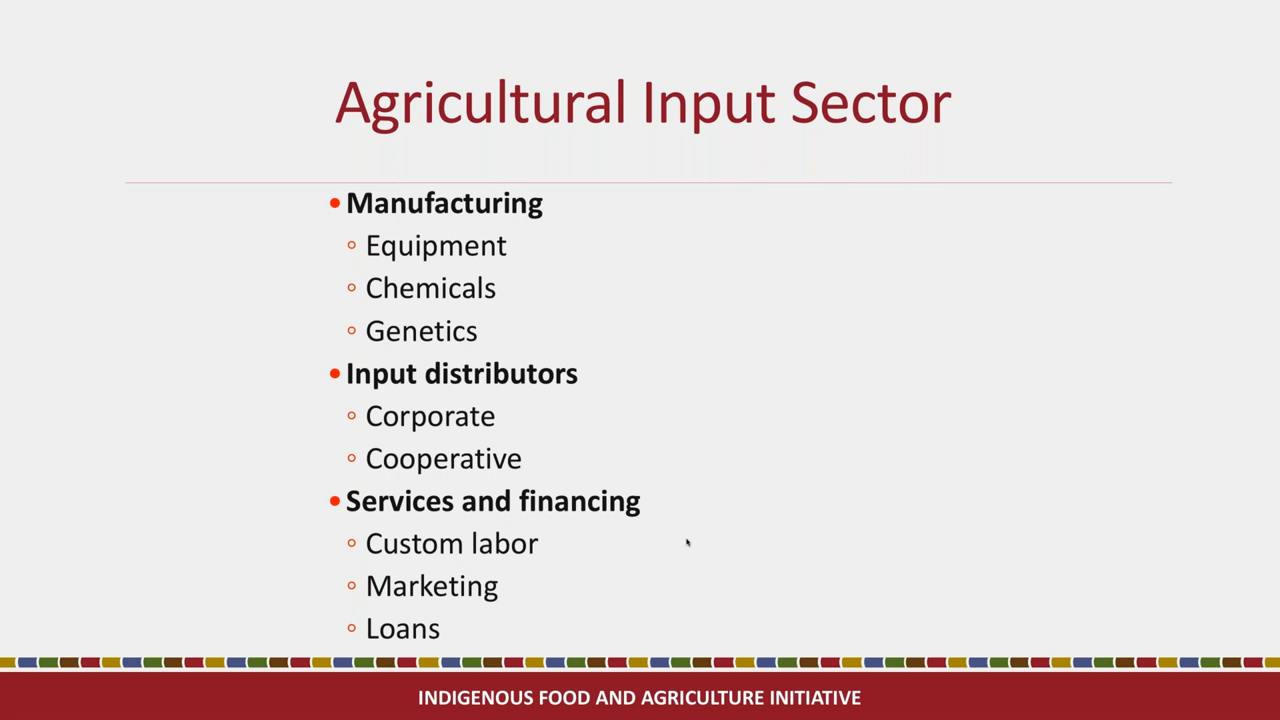 Agricultural Input Sector
• Manufacturing
◦ Equipment
◦ Chemicals
◦ Genetics
• Input distributors
◦ Corporate
◦ Cooperative
• Services and financing
◦ Custom labor
◦ Marketing
◦ Loans
INDIGENOUS FOOD AND AGRICULTURE INITIATIVE